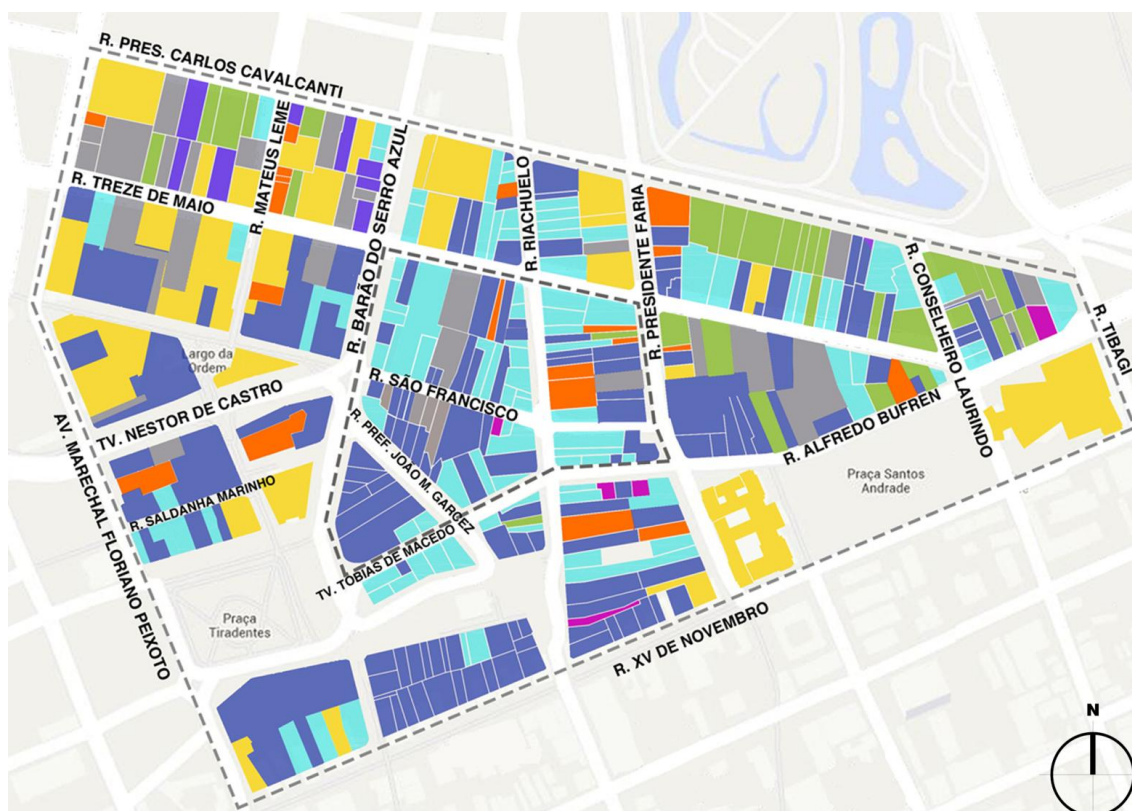 R. PRES. CARLOS CAVALCANTI
R. MATEUS LEME
R. BARÃO DO SERRO AZUL
R. TREZE DE MAIO
R. RIACHUELO
R. PRESIDENTE FARIA
R. CONSELHEIRO LAURINDO
R. TIBAGI
Largo da
Ordem
R. SÃO FRANCISCO
TV. NESTOR DE CASTRO
R. PREF. JOÃO M. GARCEZ
R. ALFREDO BUFREN
AV. MARECHAL FLORIANO PEIXOTO
R. SALDANHA MARINHO
Praça Santos
Andrade
TV. TOBIAS DE MACEDO
Praça
Tiradentes
R. XV DE NOVEMBRO
N